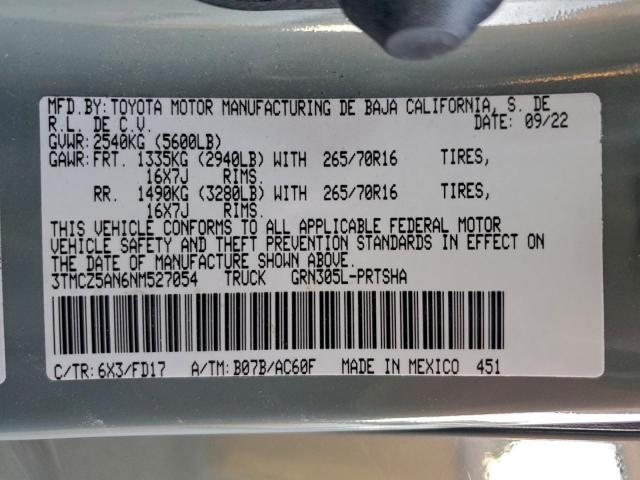 MFD.BY:TOYOTA MOTOR MANUFACTURING DE BAJA CALIFORNIA, S. DE
R.L. DE C.V. DATE: 09/22
GVWR:2540KG (5600LB)
GAWR:FRT. 1335KG (2940LB) WITH 265/70R16 TIRES,
16X7J RIMS.
RR. 1490KG (3280LB) WITH 265/70R16 TIRES,
16X7J RIMS.
THIS VEHICLE CONFORMS TO ALL APPLICABLE FEDERAL MOTOR
VEHICLE SAFETY AND THEFT PREVENTION STANDARDS IN EFFECT ON
THE DATE OF MANUFACTURE SHOWN ABOVE.
3TMCZ5AN6NM527054 TRUCK GRN305L-PRTSHA
C/TR:6X3/FD17 A/TM:B07B/AC60F MADE IN MEXICO 451